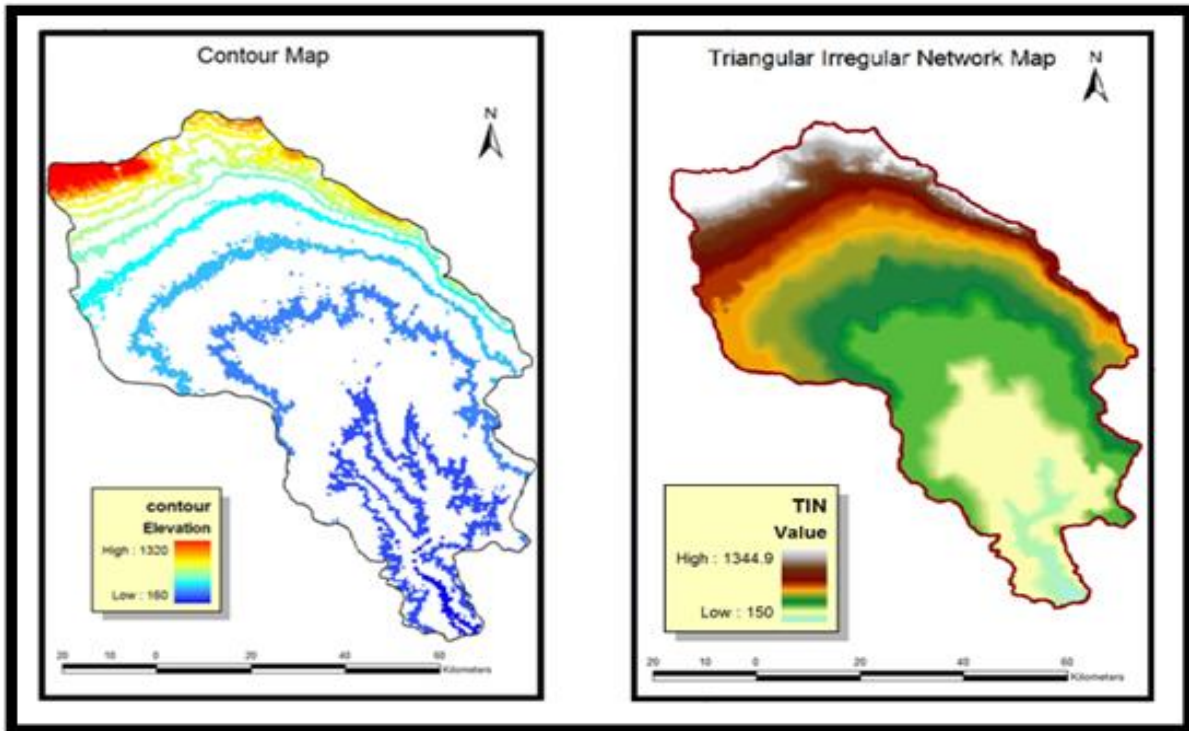 Contour Map
N
contour
Elevation
High : 1320
Low : 160
20 10 0 20 40 60
Kilometers
Triangular Irregular Network Map
N
TIN
Value
High : 1344.9
Low : 150
20 10 0 20 40 60
Kilometers